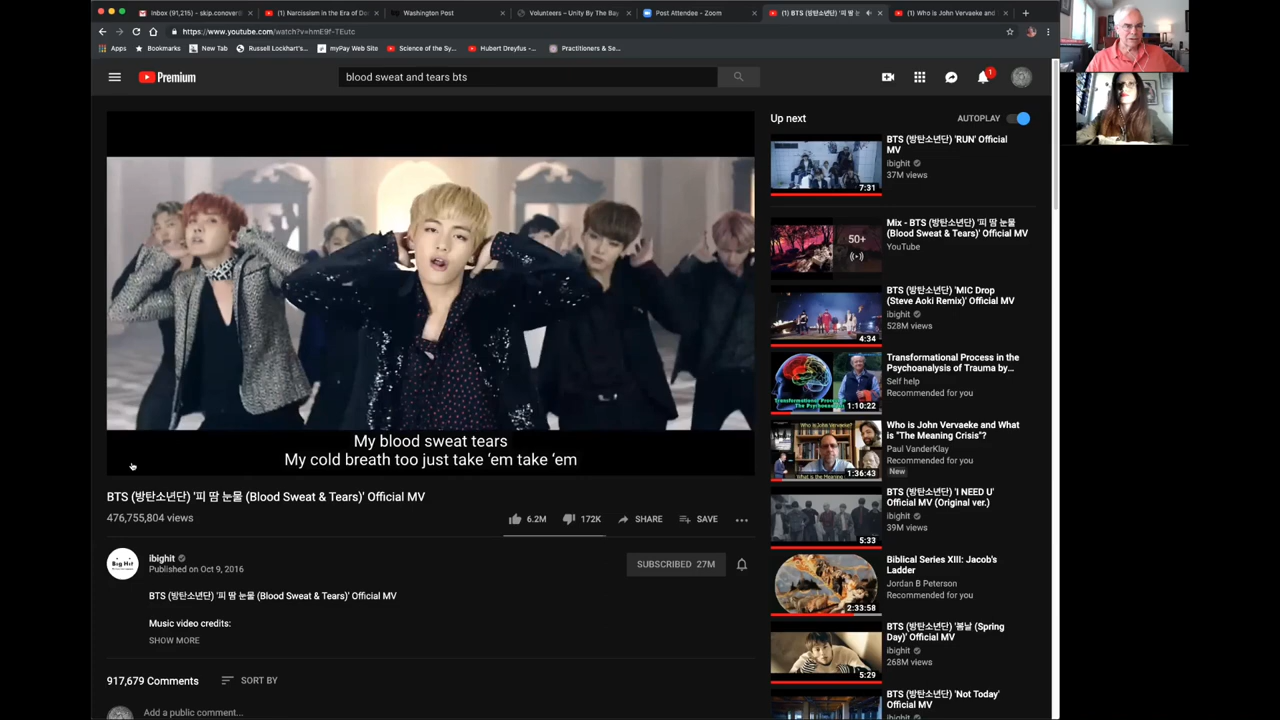 Inbox (91,215) - skip.conover
(1) Narcissism in the Era of Do
Washington Post
Volunteers – Unity By The Bay
Post Attendee - Zoom
(1) BTS (방탄소년단) '피 땀 눈
(1) Who is John Vervaeke and
https://www.youtube.com/watch?v=hmE9f-TEutc
Apps
Bookmarks
New Tab
Russell Lockhart's...
myPay Web Site
Science of the Sy...
Hubert Dreyfus -...
Practitioners & Se...
Premium
blood sweat and tears bts
1
Up next
AUTOPLAY
My blood sweat tears
My cold breath too just take 'em take 'em
BTS (방탄소년단) '피 땀 눈물 (Blood Sweat & Tears)' Official MV
476,755,804 views
6.2M
172K
SHARE
SAVE
BigHit
ibighit
Published on Oct 9, 2016
SUBSCRIBED 27M
BTS (방탄소년단) '피 땀 눈물 (Blood Sweat & Tears)' Official MV
Music video credits:
SHOW MORE
917,679 Comments
SORT BY
Add a public comment...
BTS (방탄소년단) 'RUN' Official
MV
ibighit
37M views
7:31
Mix - BTS (방탄소년단) '피 땀 눈물
(Blood Sweat & Tears)' Official MV
YouTube
50+
BTS (방탄소년단) 'MIC Drop
(Steve Aoki Remix)' Official MV
ibighit
528M views
4:34
Transformational Process in the
Psychoanalysis of Trauma by...
Self help
Recommended for you
1:10:22
Who is John Vervaeke and What
is "The Meaning Crisis"?
Paul VanderKlay
Recommended for you
New
1:36:43
BTS (방탄소년단) 'I NEED U'
Official MV (Original ver.)
ibighit
39M views
5:33
Biblical Series XIII: Jacob's
Ladder
Jordan B Peterson
Recommended for you
2:33:58
BTS (방탄소년단) '봄날 (Spring
Day)' Official MV
ibighit
268M views
5:29
BTS (방탄소년단) 'Not Today'
Official MV
ibighit